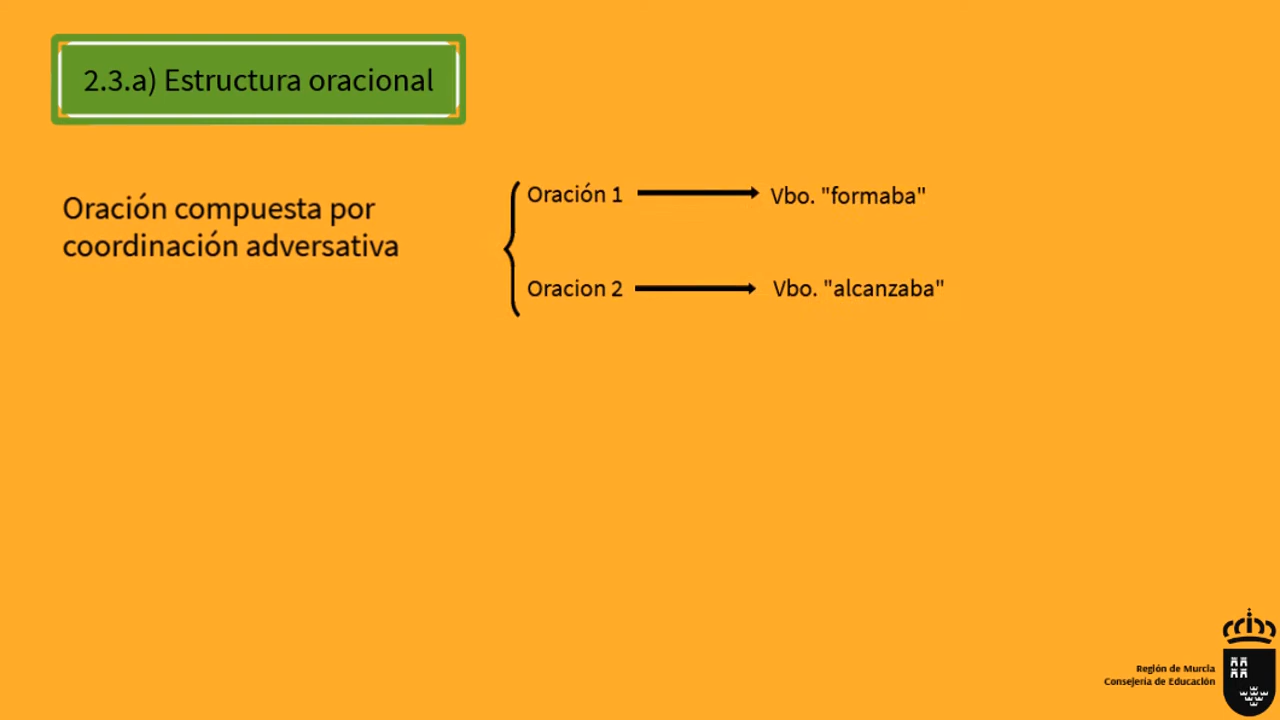 2.3.a) Estructura oracional
Oración compuesta por
coordinación adversativa
Oración 1
Vbo. "formaba"
Oracion 2
Vbo. "alcanzaba"
Región de Murcia
Consejería de Educación